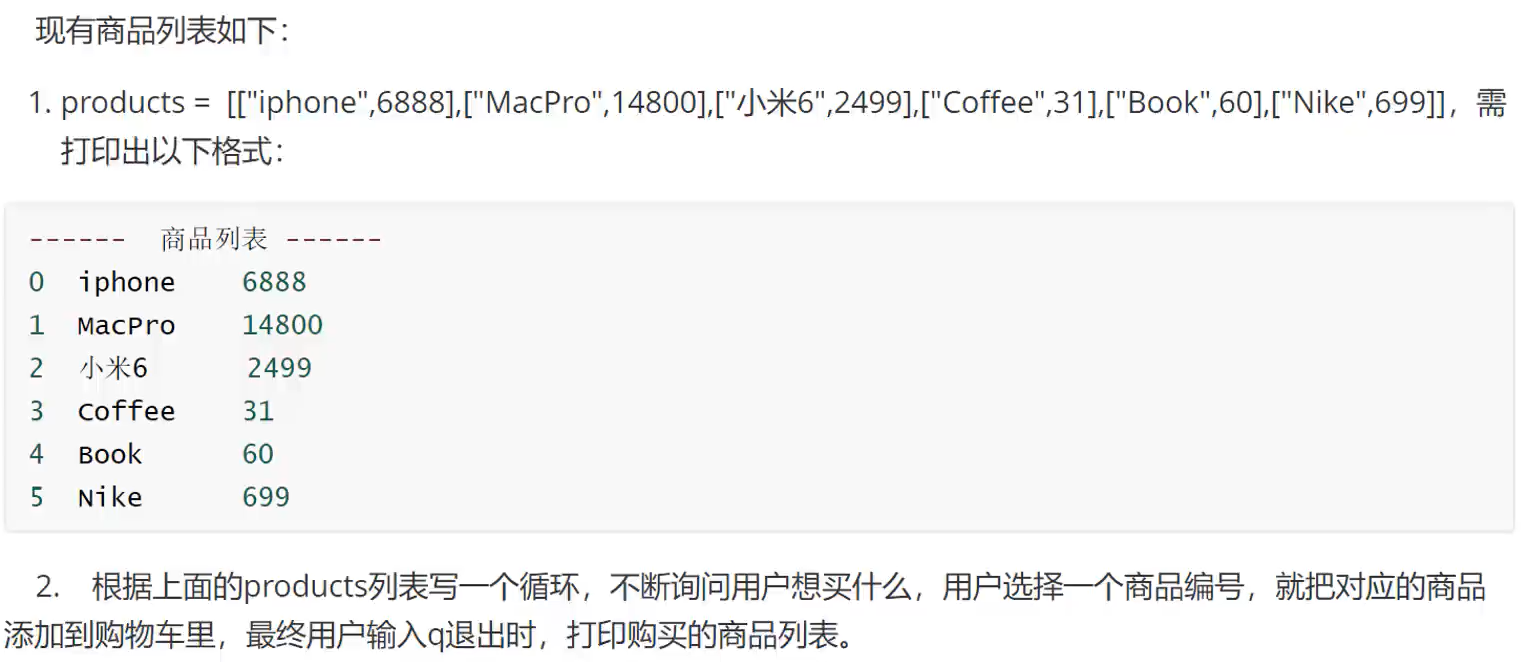 现有商品列表如下：
1. products = [["iphone",6888],["MacPro",14800],["小米6",2499],["Coffee",31],["Book",60],["Nike",699]]，需
打印出以下格式：
------ 商品列表 ------
0 iphone 6888
1 MacPro 14800
2 小米6 2499
3 Coffee 31
4 Book 60
5 Nike 699
2. 根据上面的products列表写一个循环，不断询问用户想买什么，用户选择一个商品编号，就把对应的商品
添加到购物车里，最终用户输入q退出时，打印购买的商品列表。